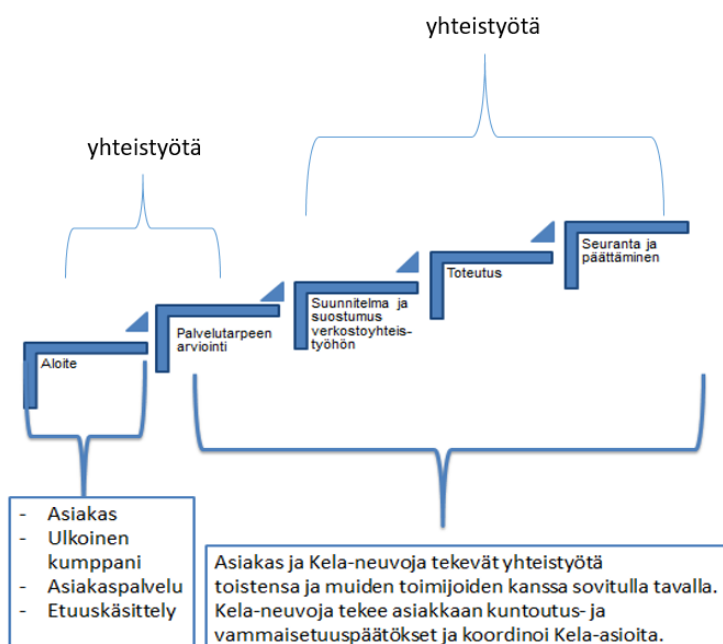 yhteistyötä
yhteistyötä
Seuranta ja
päättäminen
Toteutus
Suunnitelma ja
suostumus
verkostoyhteis-
työhön
Palvelutarpeen
arviointi
Aloite
- Asiakas
- Ulkoinen
kumppani
- Asiakaspalvelu
- Etuuskäsittely
Asiakas ja Kela-neuvoja tekevät yhteistyötä
toistensa ja muiden toimijoiden kanssa sovitulla tavalla.
Kela-neuvoja tekee asiakkaan kuntoutus- ja
vammaisetuuspäätökset ja koordinoi Kela-asioita.